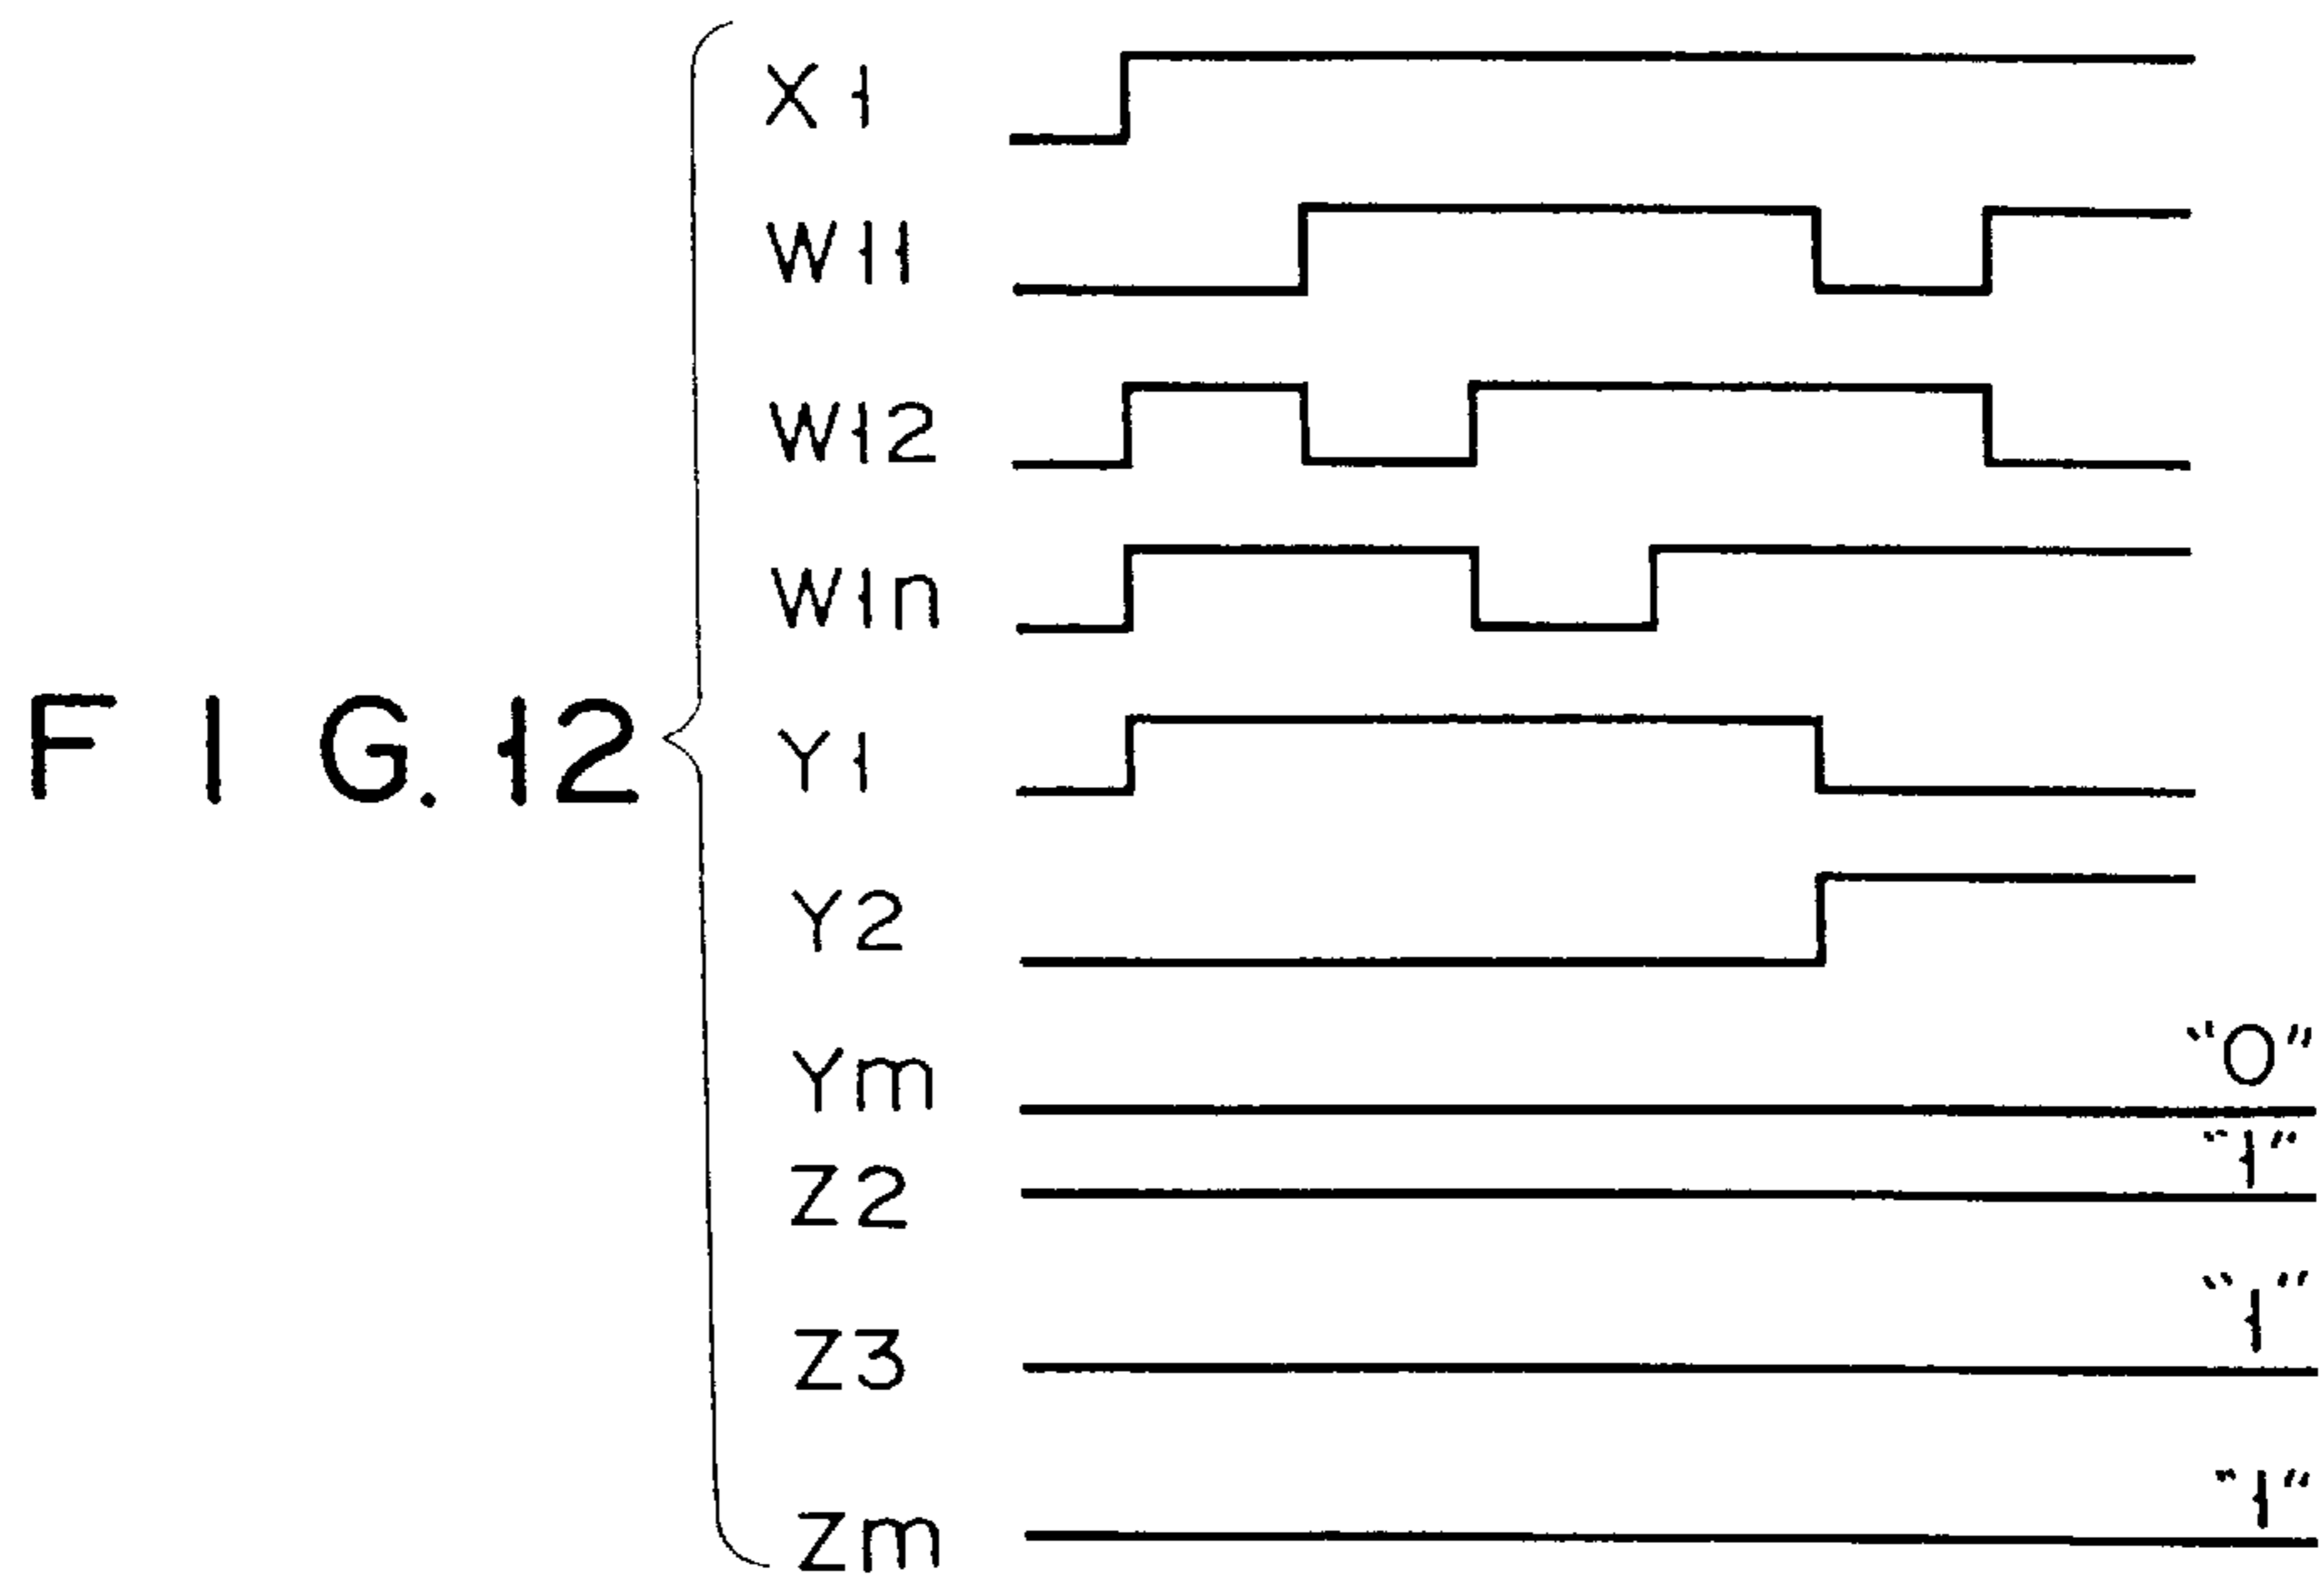 X1
W11
W12
W1n
FIG.12
Y1
Y2
Ym "0"
Z2 "1"
Z3 "1"
Zm "1"